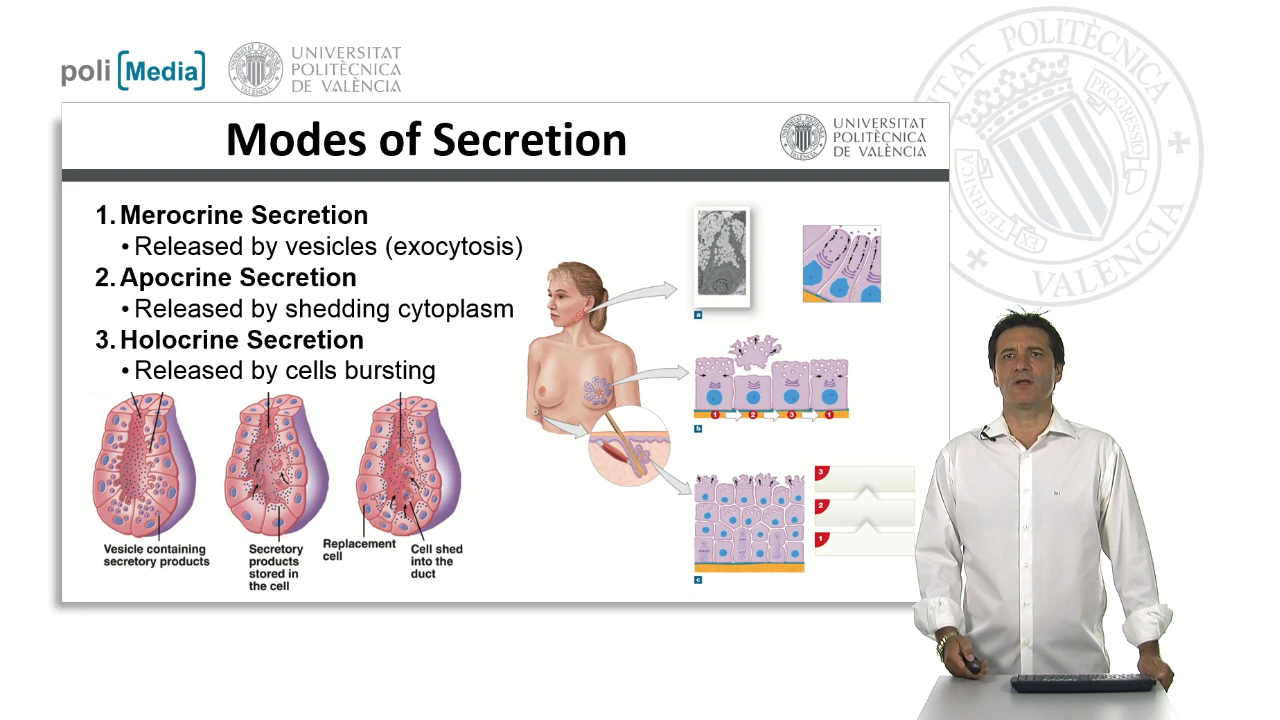 poli [Media]
UNIVERSITAT
POLITÈCNICA
DE VALÈNCIA
Modes of Secretion
UNIVERSITAT
POLITÈCNICA
DE VALÈNCIA
1. Merocrine Secretion
• Released by vesicles (exocytosis)
2. Apocrine Secretion
• Released by shedding cytoplasm
3. Holocrine Secretion
• Released by cells bursting
Vesicle containing
secretory products
Secretory
products
stored in
the cell
Replacement
cell
Cell shed
into the
duct
a
1 2 3 1
b
3
2
1
c
POLITÈCNICA
PROGRESSIO
VALÈNCIA